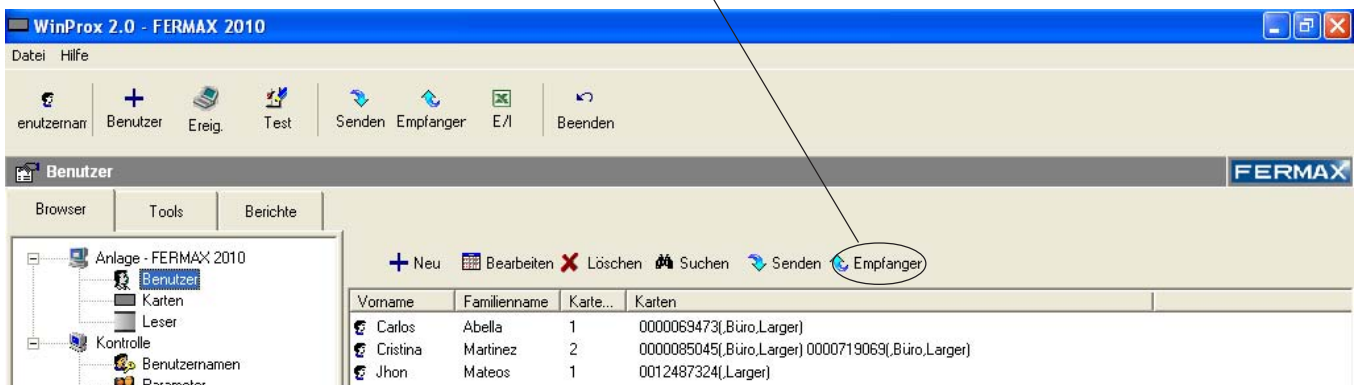 WinProx 2.0 - FERMAX 2010
Datei Hilfe
enutzernam Benutzer Ereig. Test Senden Empfanger E/I Beenden
Benutzer FERMAX
Browser Tools Berichte
Anlage - FERMAX 2010
Benutzer
Karten
Leser
Kontrolle
Benutzernamen
Parameter
Neu Bearbeiten Löschen Suchen Senden Empfanger
Vorname Familienname Karte... Karten
Carlos Abella 1 0000069473(,Büro,Larger)
Cristina Martinez 2 0000085045(,Büro,Larger) 0000719069(,Büro,Larger)
Jhon Mateos 1 0012487324(,Larger)